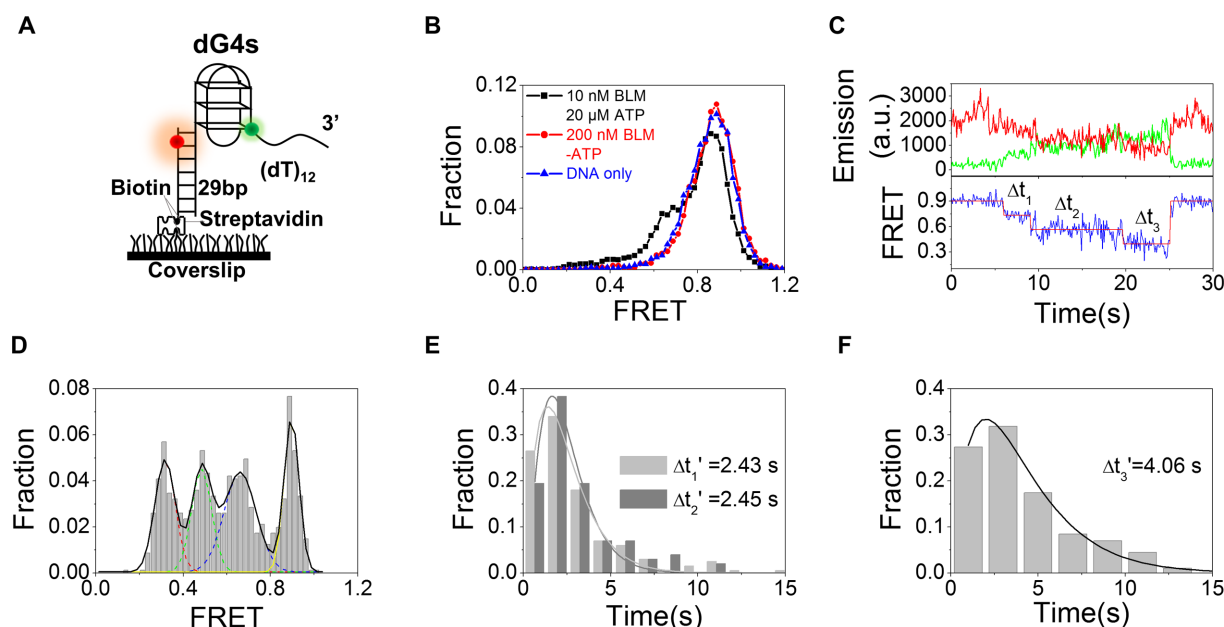 A
dG4s
3'
(dT)12
Biotin
29bp
Streptavidin
Coverslip
B
0.12
0.08
0.04
0.00
Fraction
10 nM BLM
20 µM ATP
200 nM BLM
-ATP
DNA only
0.0 0.4 0.8 1.2
FRET
C
3000
2000
1000
0
Emission
(a.u.)
0.9
0.6
0.3
FRET
Δt1
Δt2
Δt3
0 10 20 30
Time(s)
D
0.08
0.06
0.04
0.02
0.00
Fraction
0.0 0.4 0.8 1.2
FRET
E
0.4
0.3
0.2
0.1
0.0
Fraction
Δt1' =2.43 s
Δt2' =2.45 s
0 5 10 15
Time(s)
F
0.4
0.3
0.2
0.1
0.0
Fraction
Δt3' =4.06 s
0 5 10 15
Time(s)